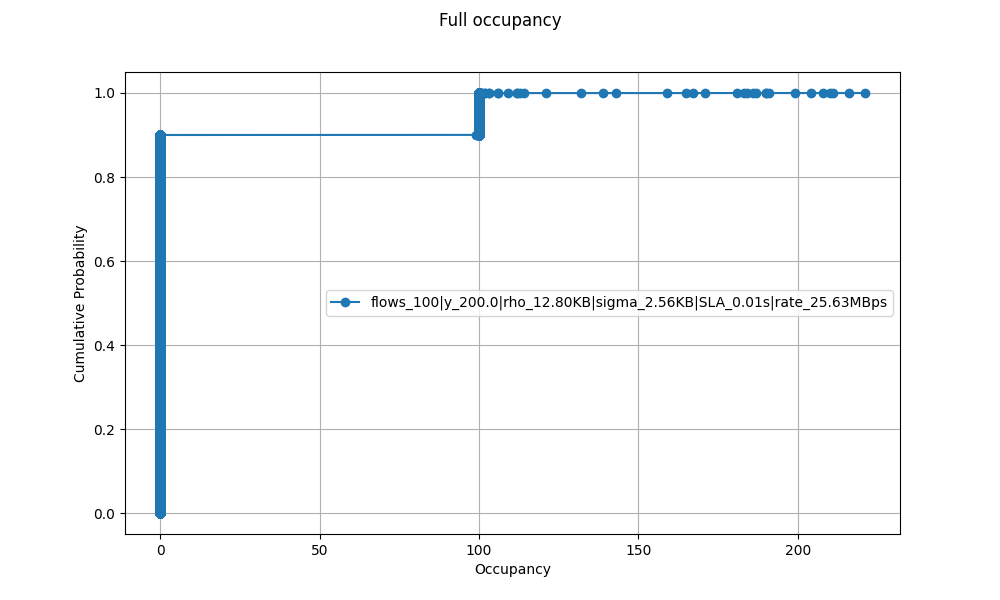 Full occupancy
1.0
0.8
0.6
0.4
0.2
0.0
Cumulative Probability
flows_100|y_200.0|rho_12.80KB|sigma_2.56KB|SLA_0.01s|rate_25.63MBps
0 50 100 150 200
Occupancy